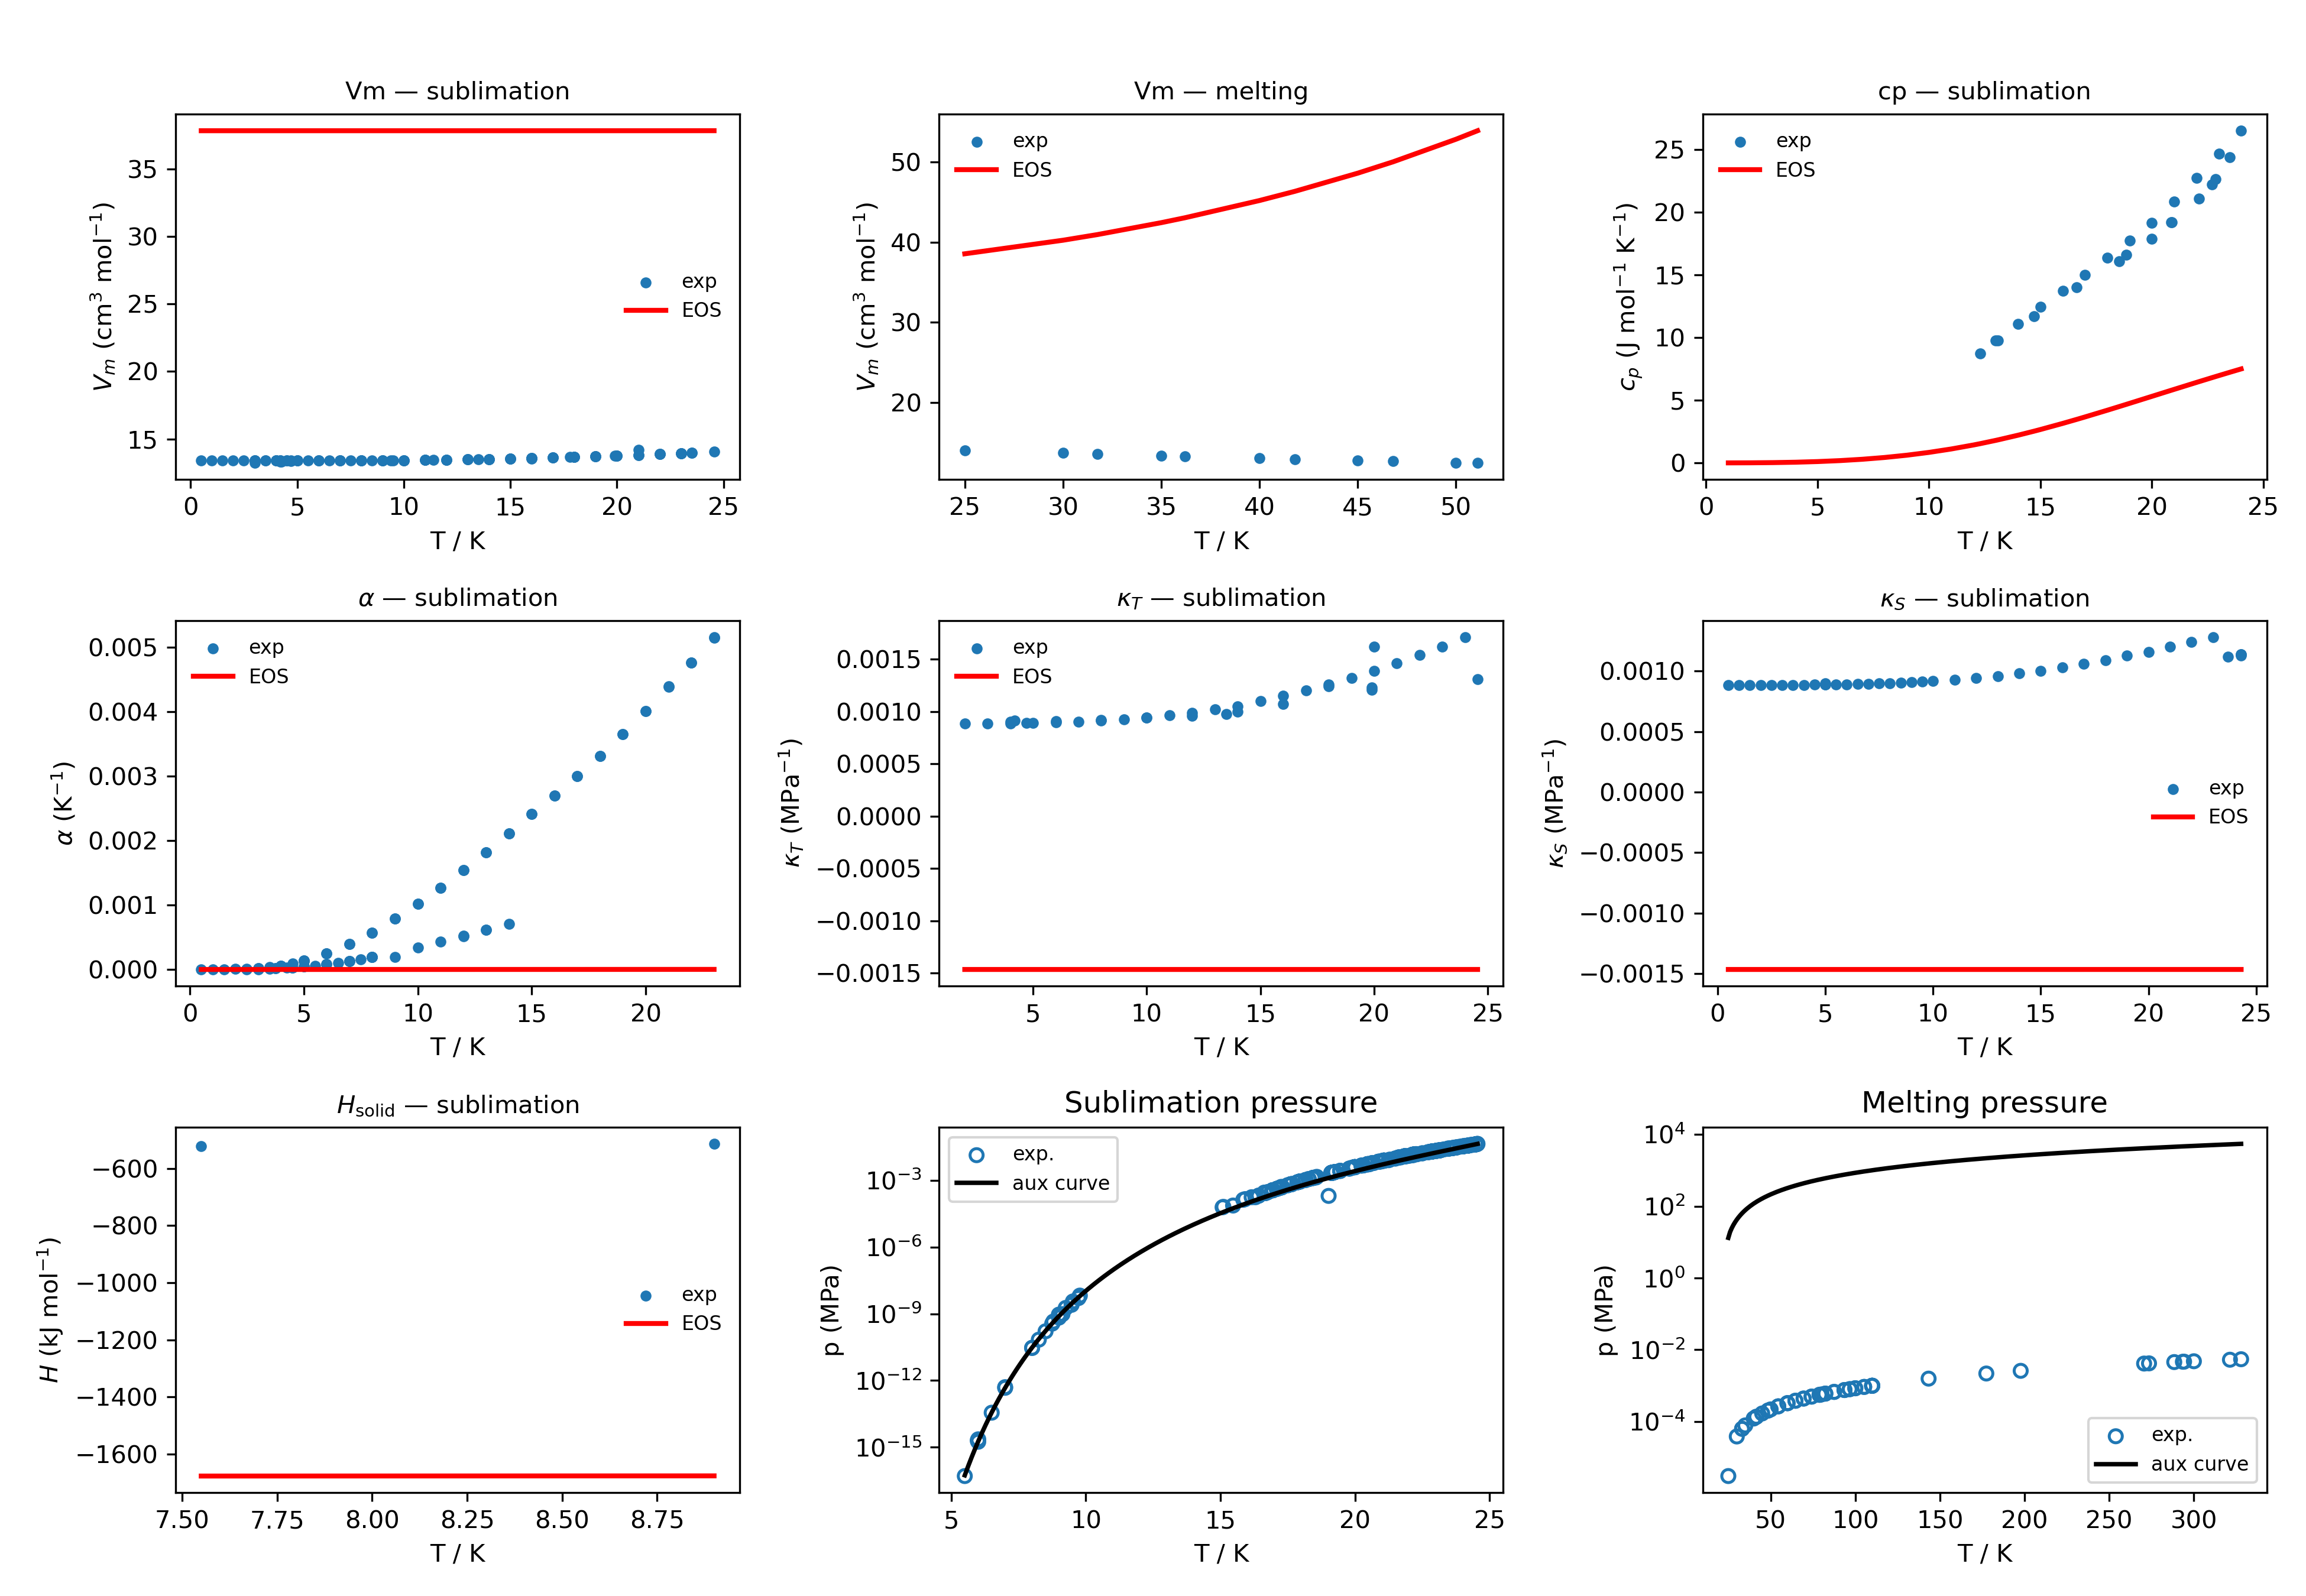 Vm — sublimation
35
30
25
20
15
V_m (cm³ mol⁻¹)
exp
EOS
0 5 10 15 20 25
T / K
Vm — melting
50
40
30
20
V_m (cm³ mol⁻¹)
exp
EOS
25 30 35 40 45 50
T / K
cp — sublimation
25
20
15
10
5
0
c_p (J mol⁻¹ K⁻¹)
exp
EOS
0 5 10 15 20 25
T / K
α — sublimation
0.005
0.004
0.003
0.002
0.001
0.000
α (K⁻¹)
exp
EOS
0 5 10 15 20
T / K
κ_T — sublimation
0.0015
0.0010
0.0005
0.0000
−0.0005
−0.0010
−0.0015
κ_T (MPa⁻¹)
exp
EOS
5 10 15 20 25
T / K
κ_S — sublimation
0.0010
0.0005
0.0000
−0.0005
−0.0010
−0.0015
κ_S (MPa⁻¹)
exp
EOS
0 5 10 15 20 25
T / K
H_solid — sublimation
−600
−800
−1000
−1200
−1400
−1600
H (kJ mol⁻¹)
exp
EOS
7.50 7.75 8.00 8.25 8.50 8.75
T / K
Sublimation pressure
10⁻³
10⁻⁶
10⁻⁹
10⁻¹²
10⁻¹⁵
p (MPa)
exp.
aux curve
5 10 15 20 25
T / K
Melting pressure
10⁴
10²
10⁰
10⁻²
10⁻⁴
p (MPa)
exp.
aux curve
50 100 150 200 250 300
T / K